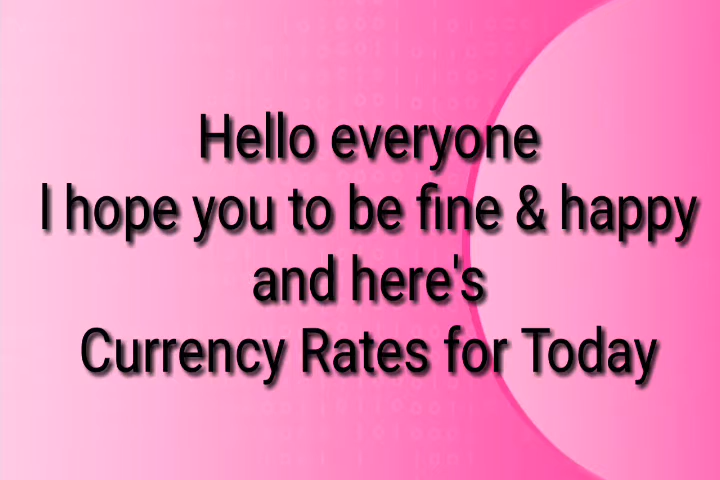 Hello everyone
I hope you to be fine & happy
and here's
Currency Rates for Today